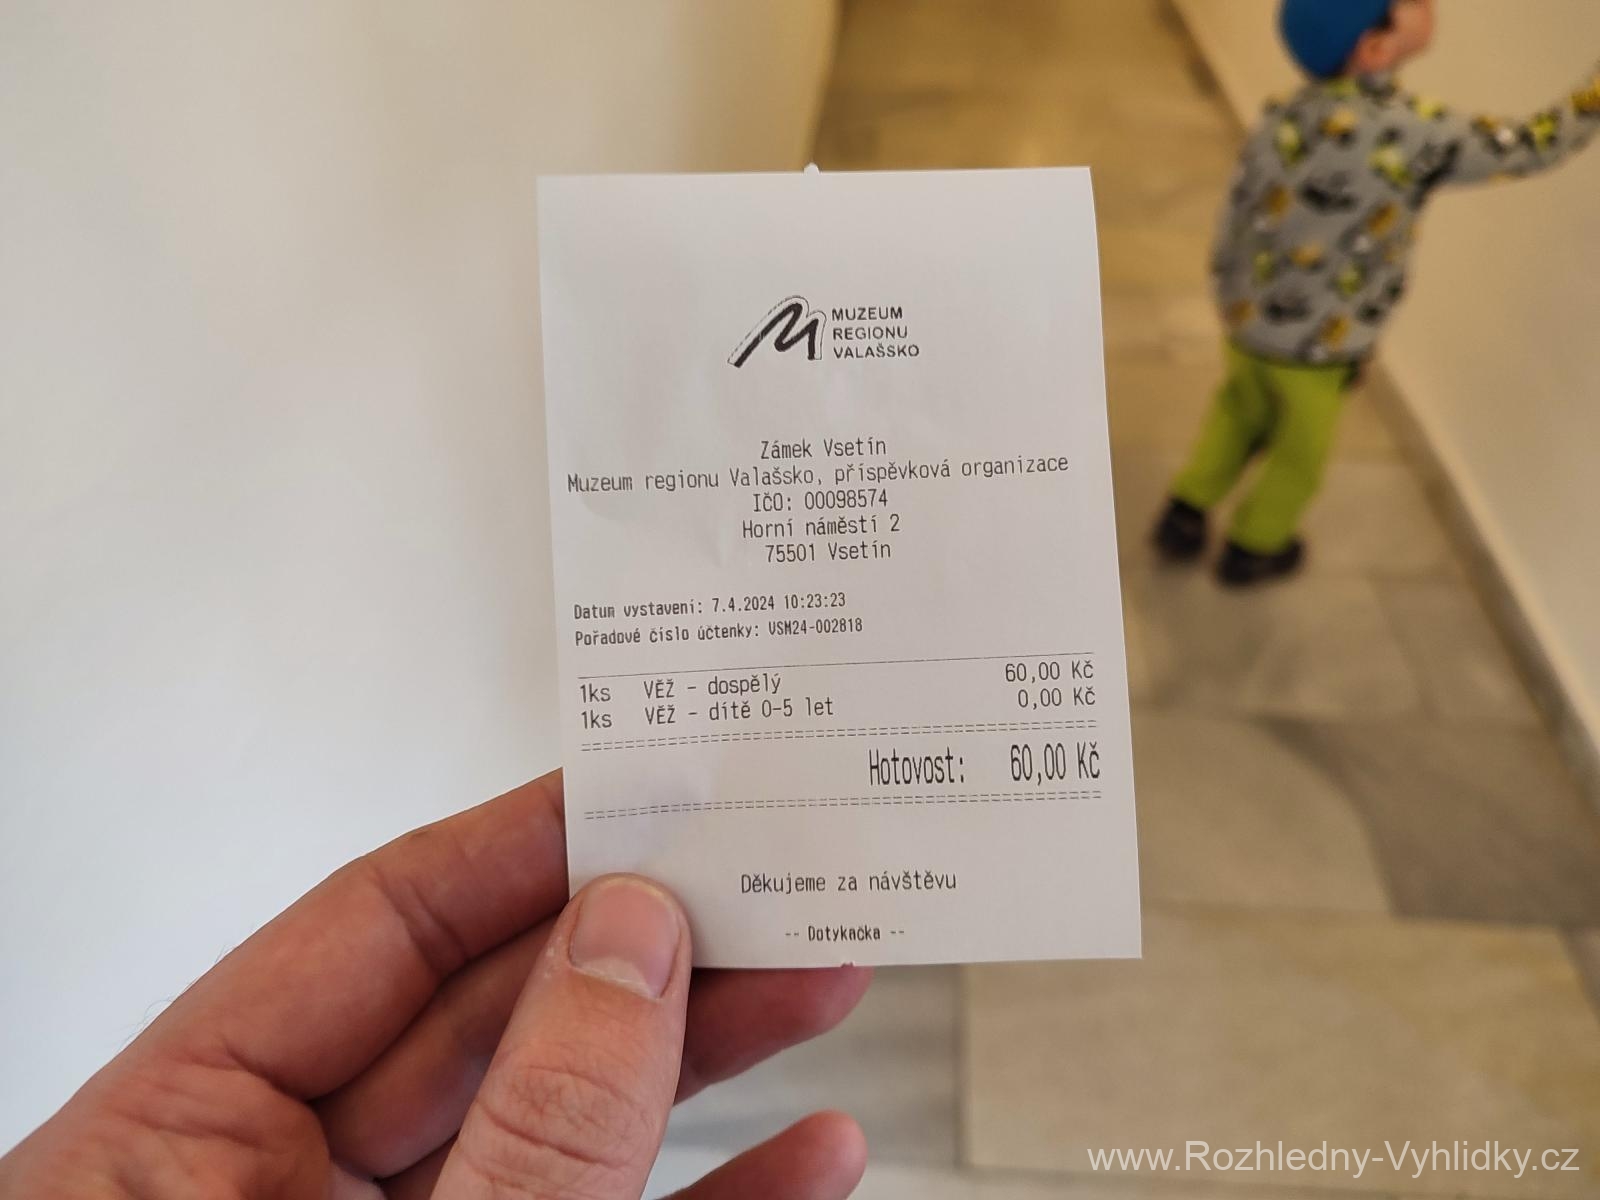 MUZEUM
REGIONU
VALAŠSKO
Zámek Vsetín
Muzeum regionu Valašsko, příspěvková organizace
IČO: 00098574
Horní náměstí 2
75501 Vsetín
Datum vystavení: 7.4.2024 10:23:23
Pořadové číslo účtenky: VSM24-002818
1ks VĚŽ - dospělý 60,00 Kč
1ks VĚŽ - dítě 0-5 let 0,00 Kč
Hotovost: 60,00 Kč
Děkujeme za návštěvu
-- Dotykačka --
www.Rozhledny-Vyhlidky.cz